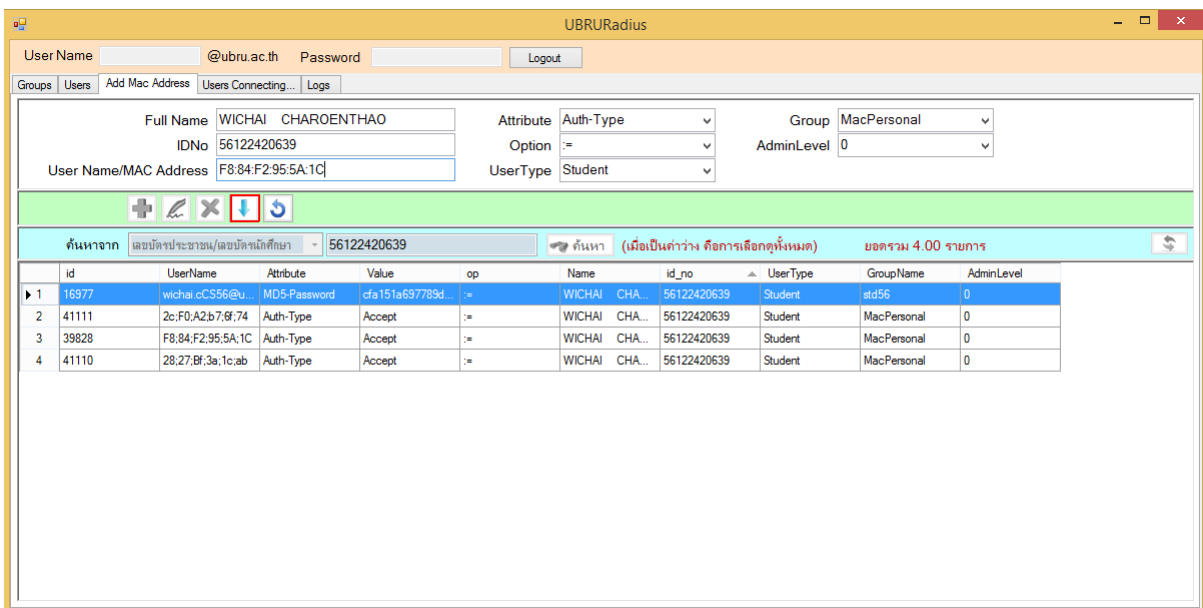 UBRURadius
User Name @ubru.ac.th Password Logout
Groups Users Add Mac Address Users Connecting... Logs
Full Name WICHAI CHAROENTHAO Attribute Auth-Type Group MacPersonal
IDNo 56122420639 Option := AdminLevel 0
User Name/MAC Address F8:84:F2:95:5A:1C UserType Student
ค้นหาจาก เลขบัตรประชาชน/เลขบัตรนักศึกษา 56122420639 ค้นหา (เมื่อเป็นค่าว่าง คือการเลือกดูทั้งหมด) ยอดรวม 4.00 รายการ
id UserName Attribute Value op Name id_no UserType GroupName AdminLevel
1 16977 wichai.cCS56@u... MD5-Password cfa151a697789d... := WICHAI CHA... 56122420639 Student std56 0
2 41111 2c;F0;A2;b7;6f;74 Auth-Type Accept := WICHAI CHA... 56122420639 Student MacPersonal 0
3 39828 F8;84;F2;95;5A;1C Auth-Type Accept := WICHAI CHA... 56122420639 Student MacPersonal 0
4 41110 28;27;Bf;3a;1c;ab Auth-Type Accept := WICHAI CHA... 56122420639 Student MacPersonal 0